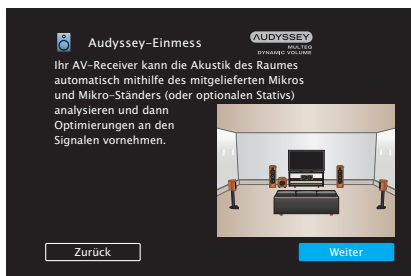 Audyssey-Einmess
AUDYSSEY
MULTEQ
DYNAMIC VOLUME
Ihr AV-Receiver kann die Akustik des Raumes
automatisch mithilfe des mitgelieferten Mikros
und Mikro-Ständers (oder optionalen Stativs)
analysieren und dann
Optimierungen an den
Signalen vornehmen.
Zurück
Weiter